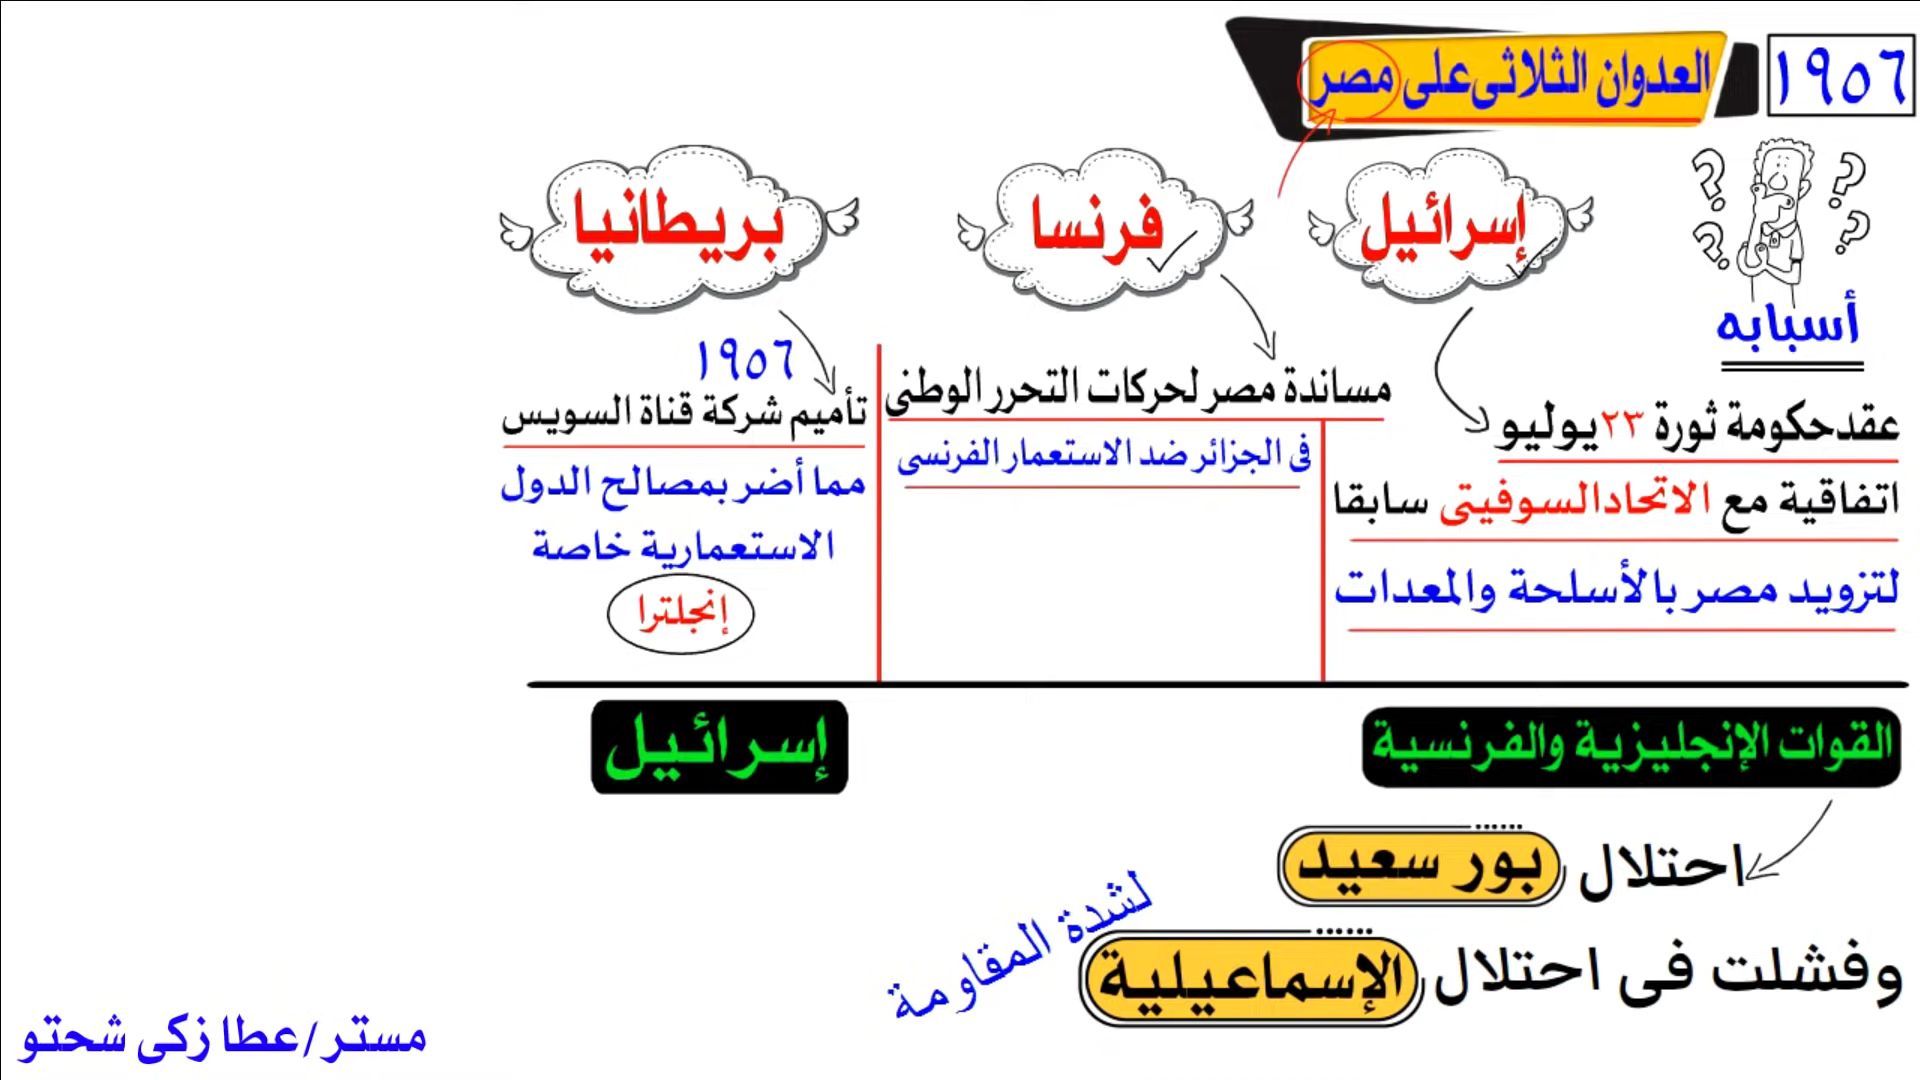 ١٩٥٦
العدوان الثلاثى على مصر
أسبابه
إسرائيل
فرنسا
بريطانيا
عقد حكومة ثورة ٢٣ يوليو
اتفاقية مع الاتحاد السوفيتى سابقا
لتزويد مصر بالأسلحة والمعدات
مساندة مصر لحركات التحرر الوطنى
فى الجزائر ضد الاستعمار الفرنسى
١٩٥٦
تأميم شركة قناة السويس
مما أضر بمصالح الدول
الاستعمارية خاصة
إنجلترا
القوات الإنجليزية والفرنسية
احتلال بور سعيد
وفشلت فى احتلال الإسماعيلية
لشدة المقاومة
إسرائيل
مستر/عطا زكى شحتو